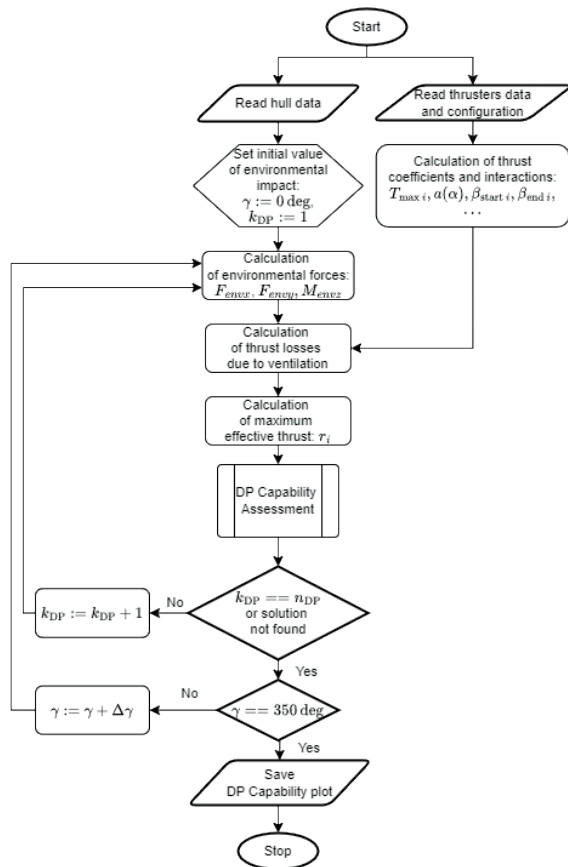 Start
Read hull data
Read thrusters data
and configuration
Set initial value
of environmental
impact:
γ := 0 deg,
k_DP := 1
Calculation of thrust
coefficients and interactions:
T_max i, a(α), β_start i, β_end i,
...
Calculation
of environmental forces:
F_envx, F_envy, M_envz
Calculation
of thrust losses
due to ventilation
Calculation
of maximum
effective thrust: r_i
DP Capability
Assessment
k_DP == n_DP
or solution
not found
No
k_DP := k_DP + 1
Yes
γ == 350 deg
No
γ := γ + Δγ
Yes
Save
DP Capability plot
Stop